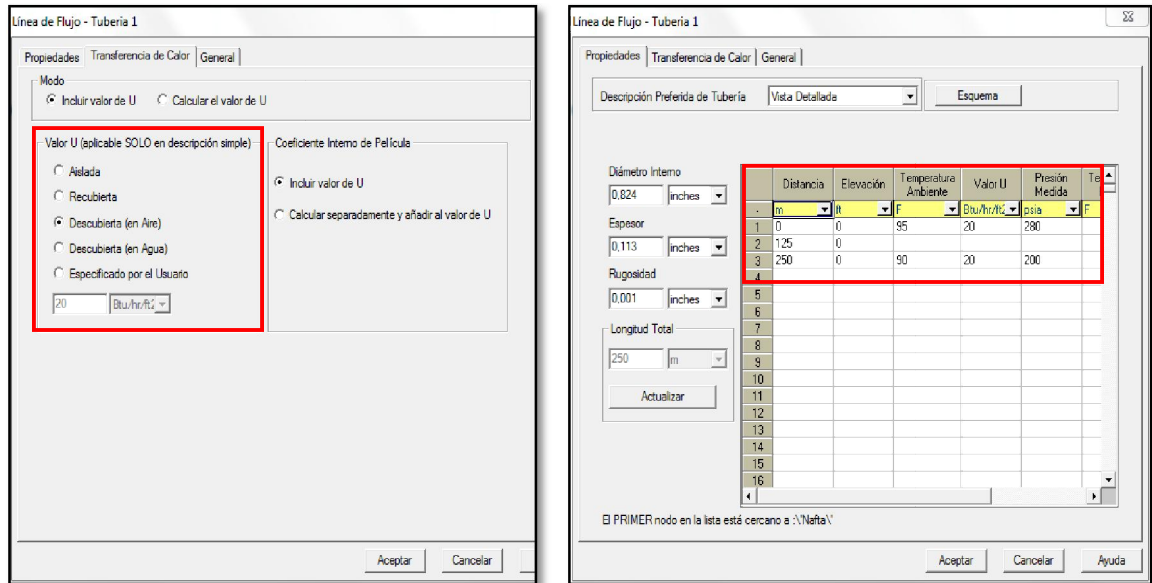 Línea de Flujo - Tuberia 1
Propiedades Transferencia de Calor General
Modo
Incluir valor de U Calcular el valor de U
Valor U (aplicable SOLO en descripción simple)
Aislada
Recubierta
Descubierta (en Aire)
Descubierta (en Agua)
Especificado por el Usuario
20 Btu/hr/ft2
Coeficiente Interno de Película
Incluir valor de U
Calcular separadamente y añadir al valor de U
Aceptar Cancelar
Línea de Flujo - Tuberia 1
Propiedades Transferencia de Calor General
Descripción Preferida de Tubería Vista Detallada Esquema
Diámetro Interno
0,824 inches
Espesor
0,113 inches
Rugosidad
0,001 inches
Longitud Total
250 m
Actualizar
Distancia Elevación Temperatura Ambiente Valor U Presión Medida Te
. m ft F Btu/hr/ft2 psia F
1 0 0 95 20 280
2 125 0
3 250 0 90 20 200
4
5
6
7
8
9
10
11
12
13
14
15
16
El PRIMER nodo en la lista está cercano a :\'Nafta\'
Aceptar Cancelar Ayuda